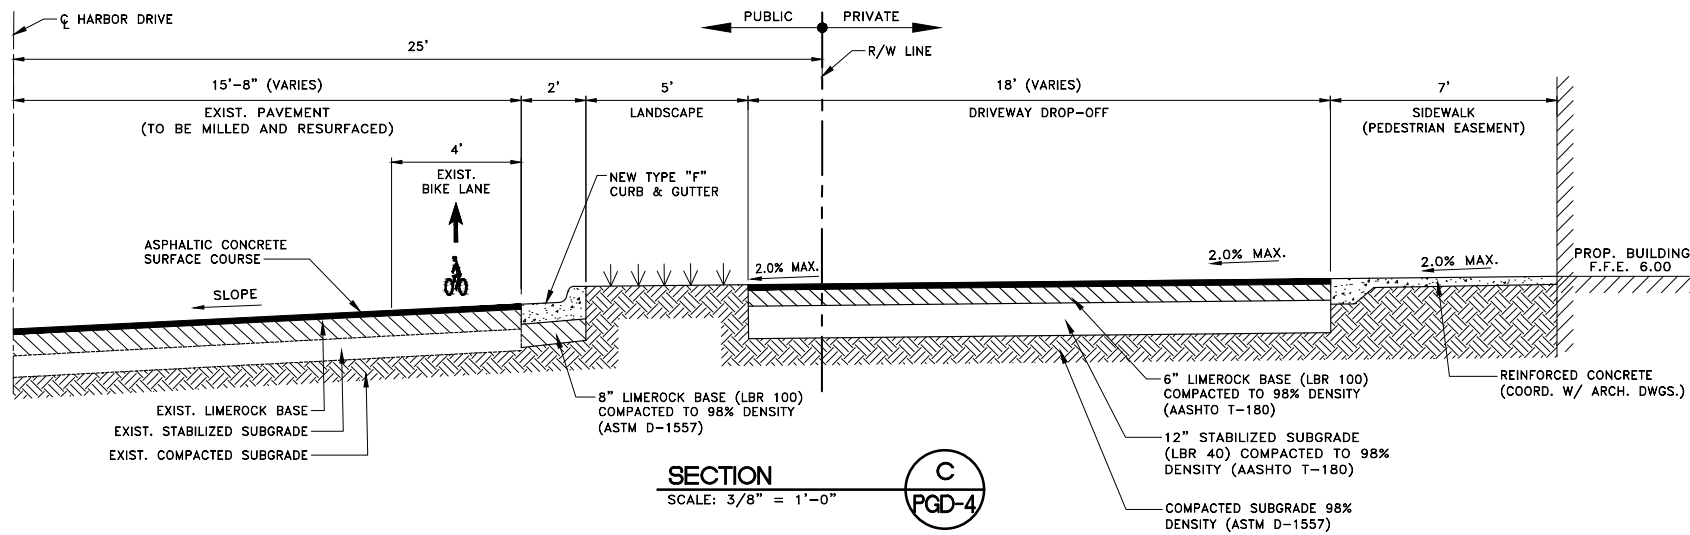 ℄ HARBOR DRIVE
PUBLIC
PRIVATE
25'
R/W LINE
15'-8" (VARIES)
EXIST. PAVEMENT
(TO BE MILLED AND RESURFACED)
2'
5'
LANDSCAPE
18' (VARIES)
DRIVEWAY DROP-OFF
7'
SIDEWALK
(PEDESTRIAN EASEMENT)
4'
EXIST.
BIKE LANE
NEW TYPE "F"
CURB & GUTTER
ASPHALTIC CONCRETE
SURFACE COURSE
SLOPE
2.0% MAX.
2.0% MAX.
2.0% MAX.
PROP. BUILDING
F.F.E. 6.00
EXIST. LIMEROCK BASE
EXIST. STABILIZED SUBGRADE
EXIST. COMPACTED SUBGRADE
8" LIMEROCK BASE (LBR 100)
COMPACTED TO 98% DENSITY
(ASTM D-1557)
6" LIMEROCK BASE (LBR 100)
COMPACTED TO 98% DENSITY
(AASHTO T-180)
REINFORCED CONCRETE
(COORD. W/ ARCH. DWGS.)
12" STABILIZED SUBGRADE
(LBR 40) COMPACTED TO 98%
DENSITY (AASHTO T-180)
COMPACTED SUBGRADE 98%
DENSITY (ASTM D-1557)
SECTION
SCALE: 3/8" = 1'-0"
C
PGD-4